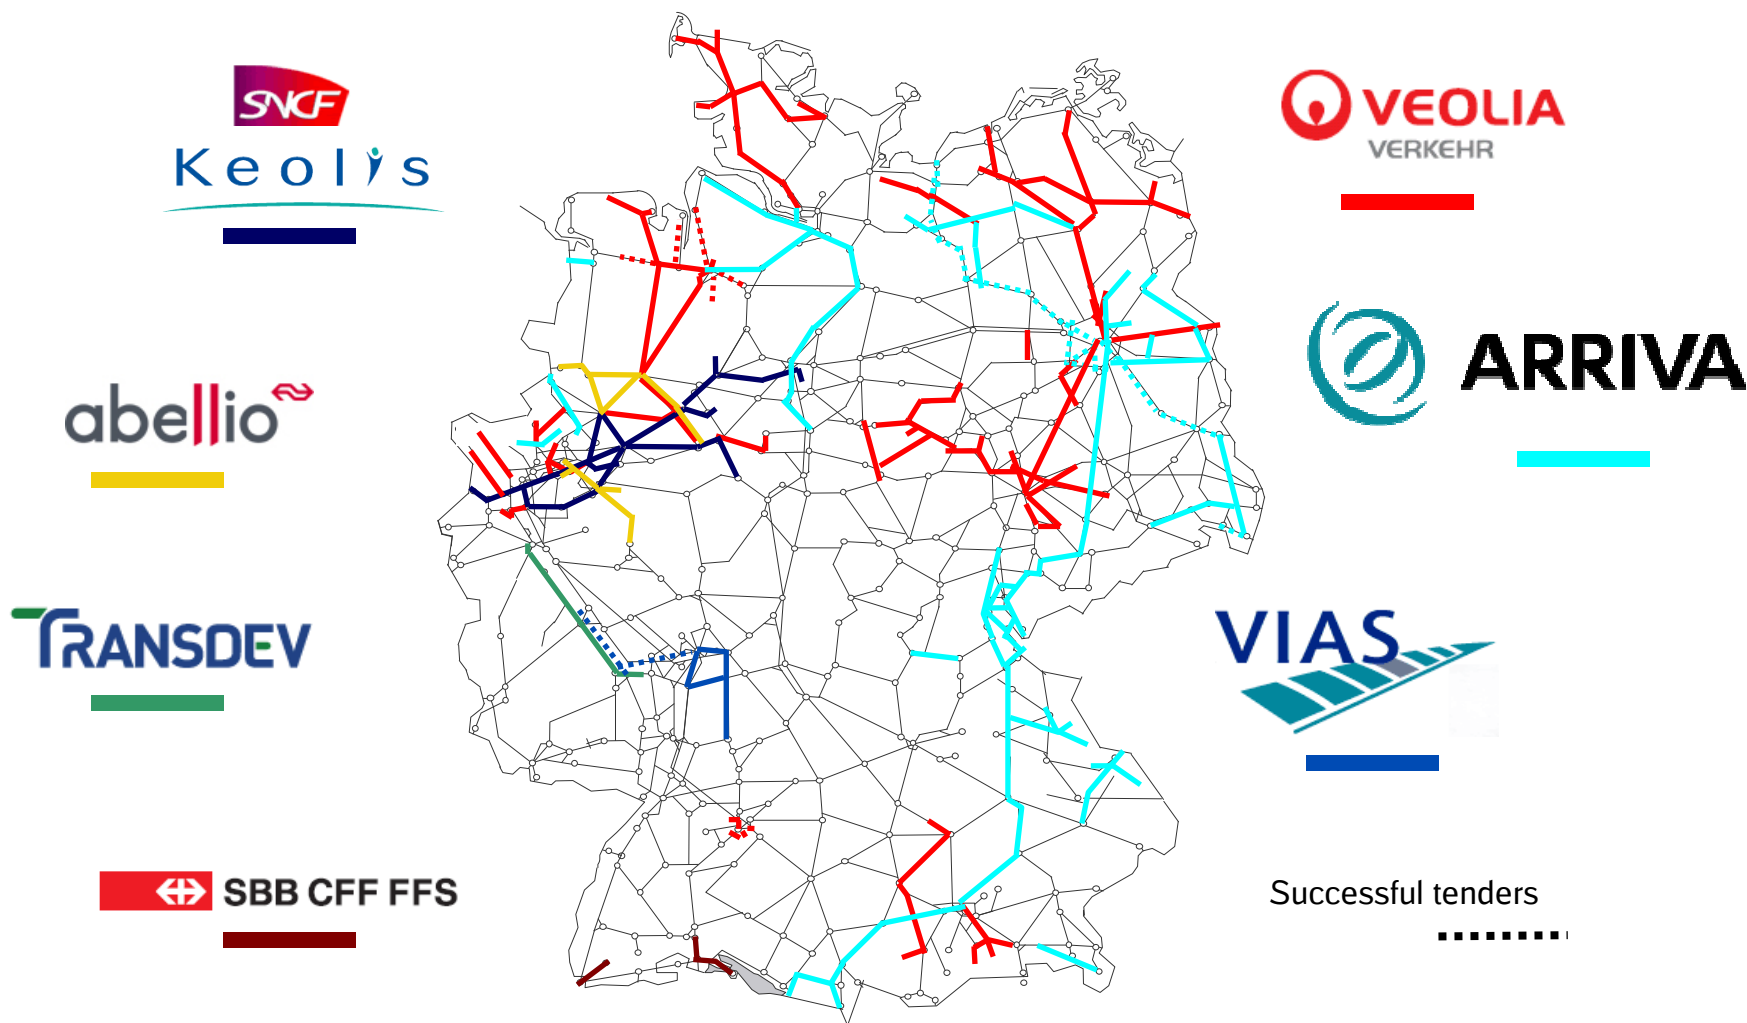 SNCF
Keolis
abellio
TRANSDEV
SBB CFF FFS
VEOLIA
VERKEHR
ARRIVA
VIAS
Successful tenders